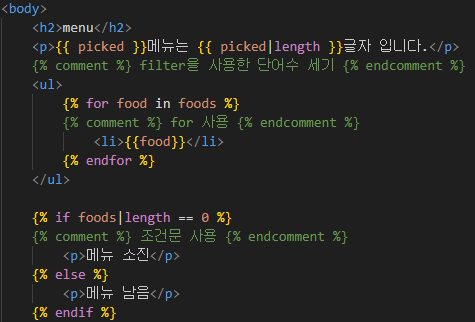 <body>
<h2>menu</h2>
<p>{{ picked }}메뉴는 {{ picked|length }}글자 입니다.</p>
{% comment %} filter을 사용한 단어수 세기 {% endcomment %}
<ul>
{% for food in foods %}
{% comment %} for 사용 {% endcomment %}
<li>{{food}}</li>
{% endfor %}
</ul>
{% if foods|length == 0 %}
{% comment %} 조건문 사용 {% endcomment %}
<p>메뉴 소진</p>
{% else %}
<p>메뉴 남음</p>
{% endif %}